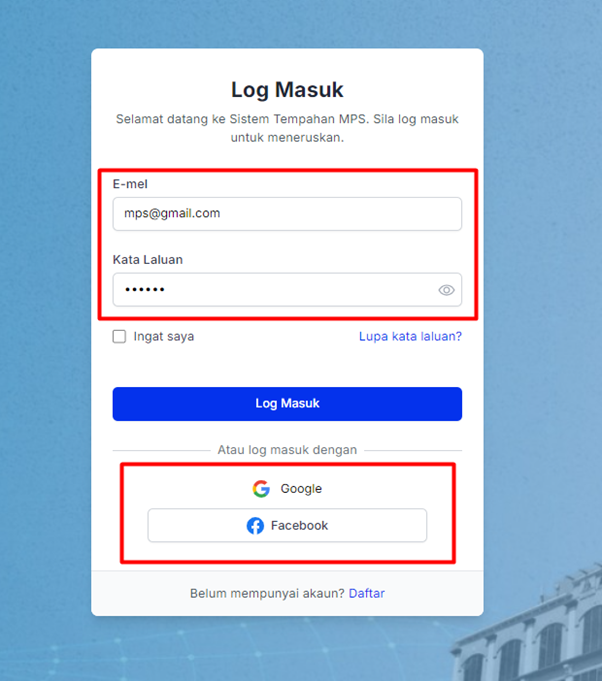 Log Masuk
Selamat datang ke Sistem Tempahan MPS. Sila log masuk
untuk meneruskan.
E-mel
mps@gmail.com
Kata Laluan
••••••
Ingat saya
Lupa kata laluan?
Log Masuk
Atau log masuk dengan
Google
Facebook
Belum mempunyai akaun? Daftar